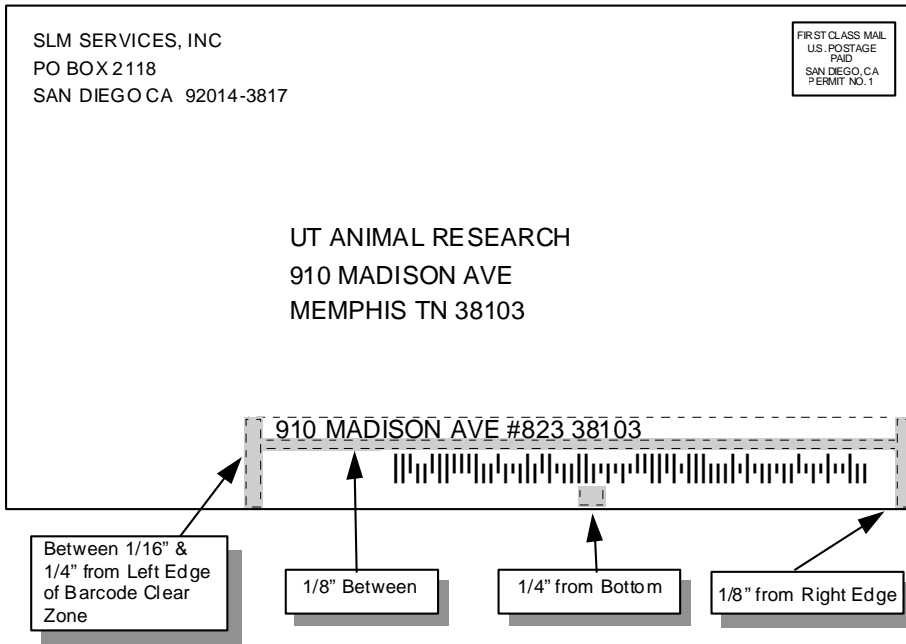 SLM SERVICES, INC
PO BOX 2118
SAN DIEGO CA 92014-3817
FIRST CLASS MAIL
U.S. POSTAGE
PAID
SAN DIEGO, CA
PERMIT NO. 1
UT ANIMAL RESEARCH
910 MADISON AVE
MEMPHIS TN 38103
910 MADISON AVE #823 38103
Between 1/16" &
1/4" from Left Edge
of Barcode Clear
Zone
1/8" Between
1/4" from Bottom
1/8" from Right Edge